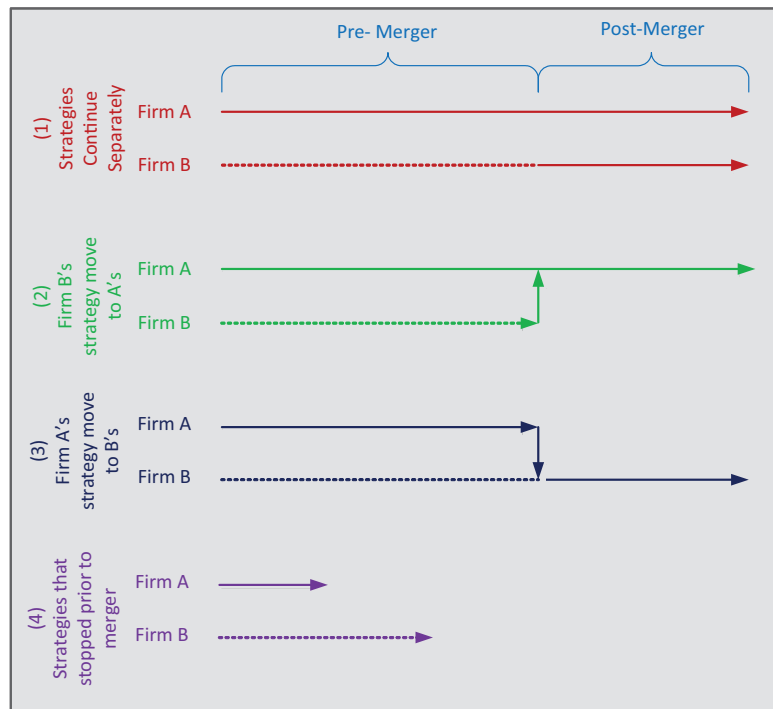 Pre- Merger
Post-Merger
(1)
Strategies
Continue
Separately
Firm A
Firm B
(2)
Firm B's
strategy move
to A's
Firm A
Firm B
(3)
Firm A's
strategy move
to B's
Firm A
Firm B
(4)
Strategies that
stopped prior to
merger
Firm A
Firm B